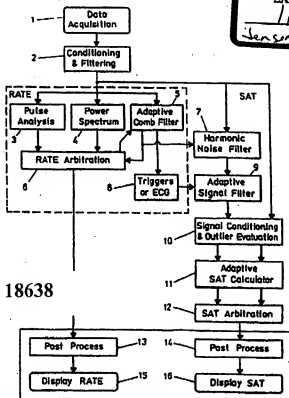 1
Data
Acquisition
2
Conditioning
& Filtering
RATE
5
SAT
Pulse
Analysis
Power
Spectrum
Adaptive
Comb Filter
3
4
7
Harmonic
Noise Filter
RATE Arbitration
6
8
Triggers
or ECG
9
Adaptive
Signal Filter
Signal Conditioning
& Outlier Evaluation
10
Adaptive
SAT Calculator
11
18638
12
SAT Arbitration
Post Process
13
14
Post Process
Display RATE
15
16
Display SAT